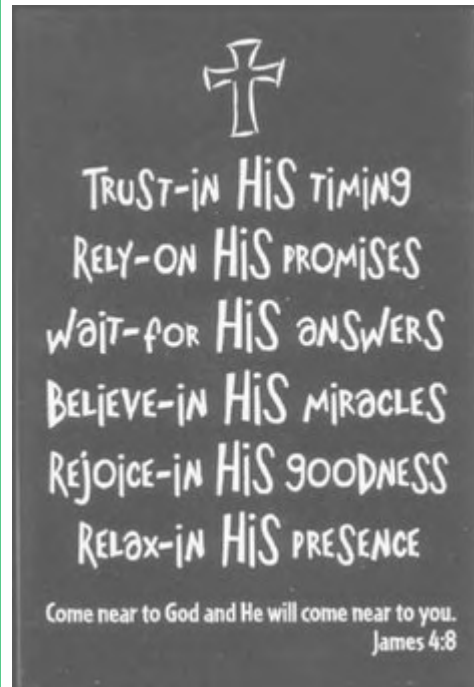 TRUST-iN HiS TiMiNg
RELY-ON HiS PROMiSES
WaiT-foR HiS aNSWERS
BELiEVE-iN HiS MiRaCLES
REjOiCE-iN HiS gOODNESS
RELax-iN HiS PRESENCE
Come near to God and He will come near to you.
James 4:8